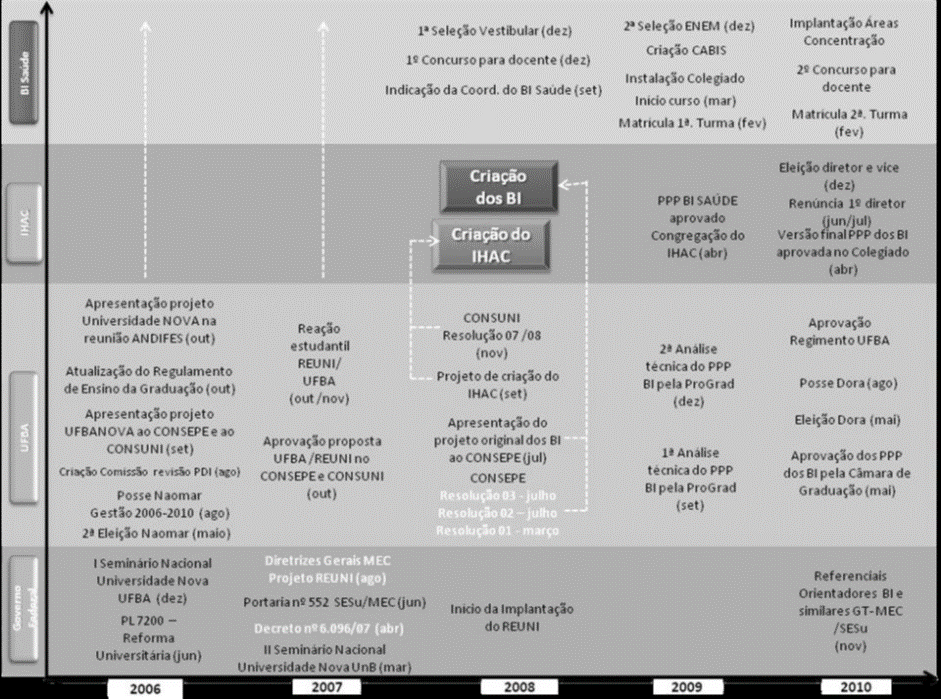 BI Saúde
1ª Seleção Vestibular (dez)
1º Concurso para docente (dez)
Indicação da Coord. do BI Saúde (set)
2ª Seleção ENEM (dez)
Criação CABIS
Instalação Colegiado
Inicio curso (mar)
Matrícula 1ª. Turma (fev)
Implantação Áreas
Concentração
2º Concurso para
docente
Matrícula 2ª. Turma
(fev)
IHAC
Criação
dos BI
Criação do
IHAC
PPP BI SAÚDE
aprovado
Congregação do
IHAC (abr)
Eleição diretor e vice
(dez)
Renúncia 1º diretor
(jun/jul)
Versão final PPP dos BI
aprovada no Colegiado
(abr)
UFBA
Apresentação projeto
Universidade NOVA na
reunião ANDIFES (out)
Atualização do Regulamento
de Ensino da Graduação (out)
Apresentação projeto
UFBANOVA ao CONSEPE e ao
CONSUNI (set)
Criação Comissão revisão PDI (ago)
Posse Naomar
Gestão 2006-2010 (ago)
2ª Eleição Naomar (maio)
Reação
estudantil
REUNI/
UFBA
(out/nov)
Aprovação proposta
UFBA/REUNI no
CONSEPE e CONSUNI
(out)
CONSUNI
Resolução 07/08
(nov)
Projeto de criação do
IHAC (set)
Apresentação do
projeto original dos BI
ao CONSEPE (jul)
CONSEPE
Resolução 03 - julho
Resolução 02 – julho
Resolução 01 - março
2ª Análise
técnica do PPP
BI pela ProGrad
(dez)
1ª Análise
técnica do PPP
BI pela ProGrad
(set)
Aprovação
Regimento UFBA
Posse Dora (ago)
Eleição Dora (mai)
Aprovação dos PPP
dos BI pela Câmara de
Graduação (mai)
Governo
Federal
I Seminário Nacional
Universidade Nova
UFBA (dez)
PL 7200 –
Reforma
Universitária (jun)
Diretrizes Gerais MEC
Projeto REUNI (ago)
Portaria nº 552 SESu/MEC (jun)
Decreto nº 6.096/07 (abr)
II Seminário Nacional
Universidade Nova UnB (mar)
Inicio da Implantação
do REUNI
Referenciais
Orientadores BI e
similares GT-MEC
/SESu
(nov)
2006
2007
2008
2009
2010